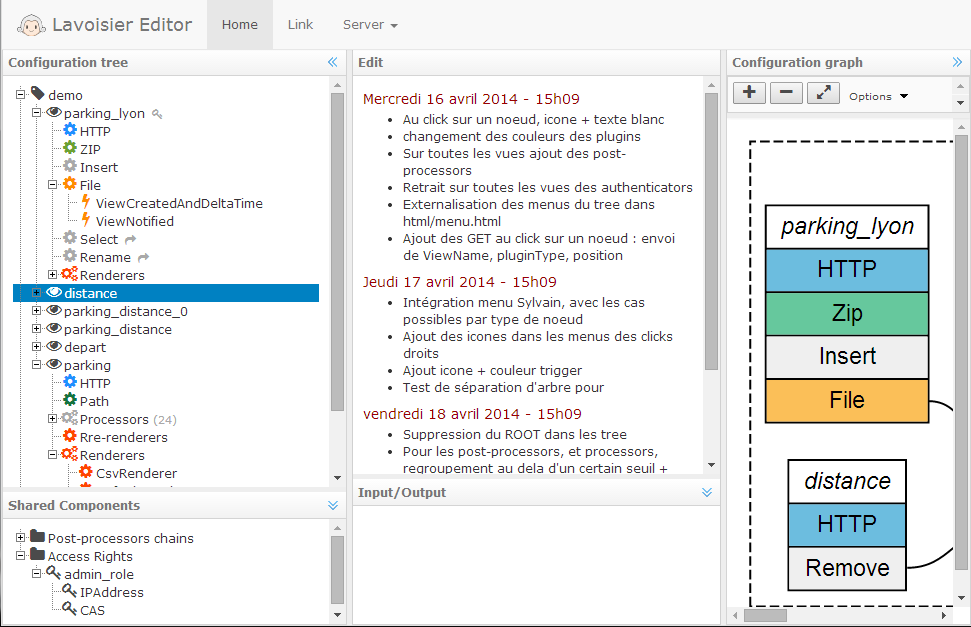 Lavoisier Editor
Home
Link
Server
Configuration tree
demo
parking_lyon
HTTP
ZIP
Insert
File
ViewCreatedAndDeltaTime
ViewNotified
Select
Rename
Renderers
distance
parking_distance_0
parking_distance
depart
parking
HTTP
Path
Processors (24)
Rre-renderers
Renderers
CsvRenderer
Shared Components
Post-processors chains
Access Rights
admin_role
IPAddress
CAS
Edit
Mercredi 16 avril 2014 - 15h09
Au click sur un noeud, icone + texte blanc
changement des couleurs des plugins
Sur toutes les vues ajout des post-
processors
Retrait sur toutes les vues des authenticators
Externalisation des menus du tree dans
html/menu.html
Ajout des GET au click sur un noeud : envoi
de ViewName, pluginType, position
Jeudi 17 avril 2014 - 15h09
Intégration menu Sylvain, avec les cas
possibles par type de noeud
Ajout des icones dans les menus des clicks
droits
Ajout icone + couleur trigger
Test de séparation d'arbre pour
vendredi 18 avril 2014 - 15h09
Suppression du ROOT dans les tree
Pour les post-processors, et processors,
regroupement au dela d'un certain seuil +
Input/Output
Configuration graph
Options
parking_lyon
HTTP
Zip
Insert
File
distance
HTTP
Remove